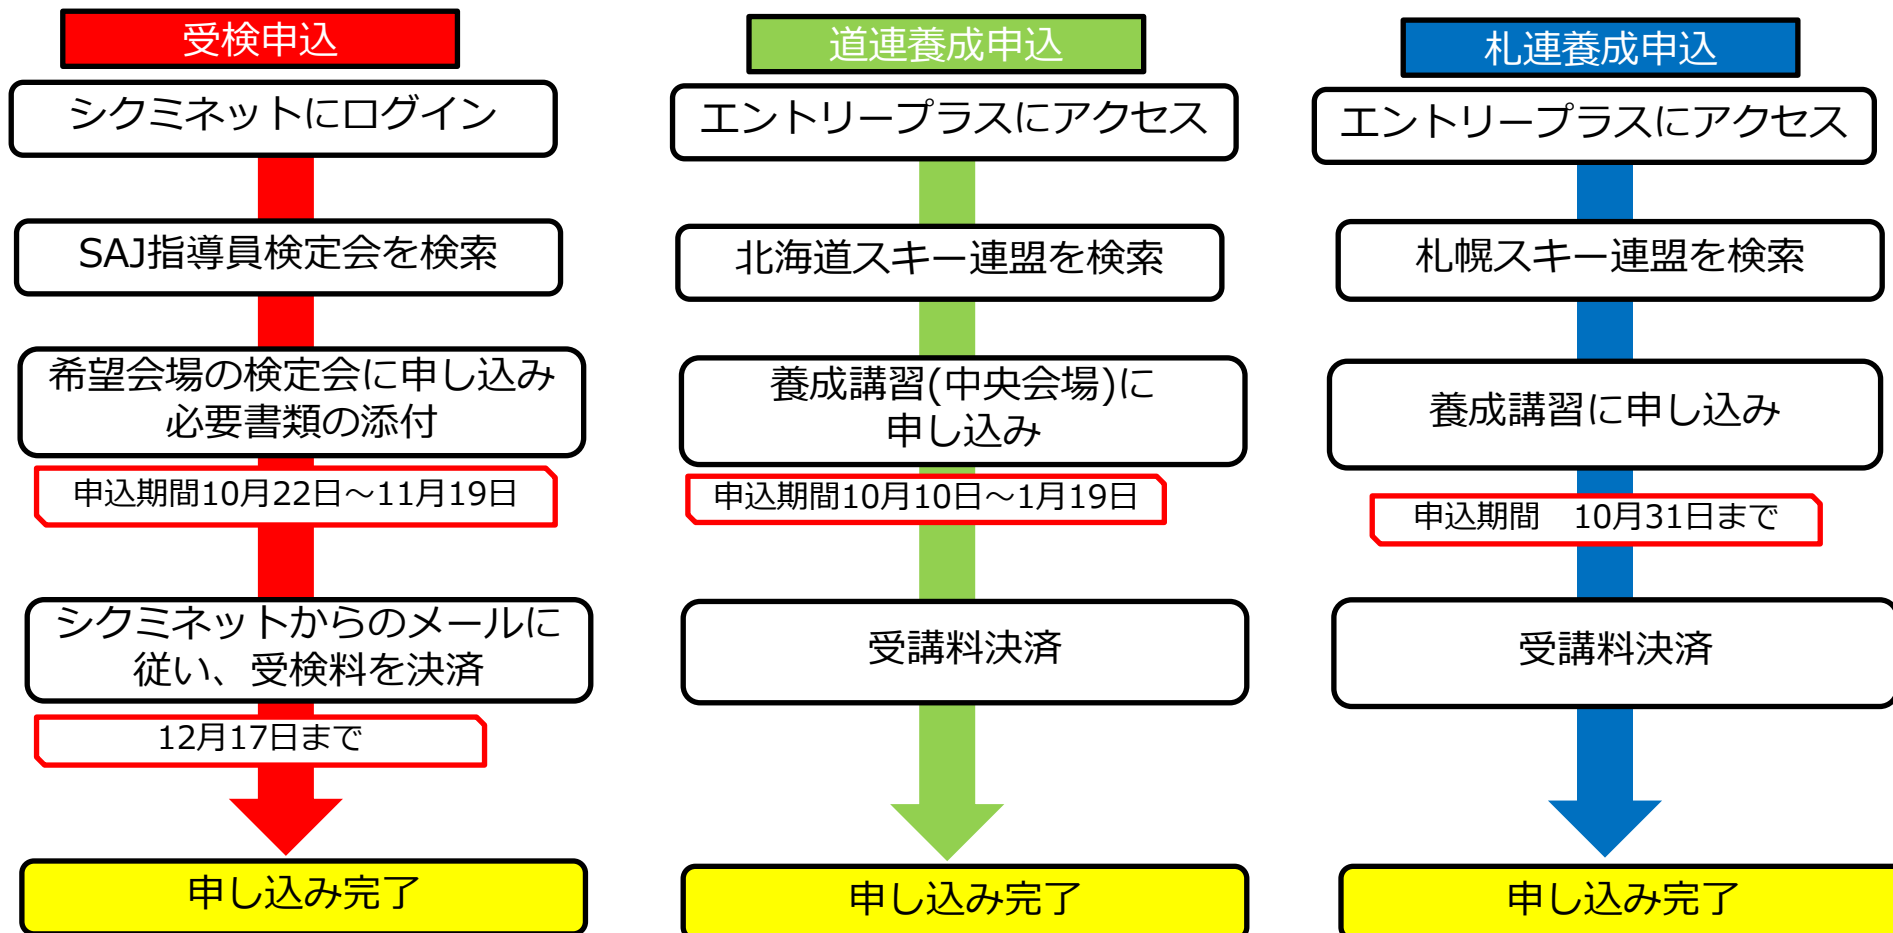 受検申込
シクミネットにログイン
SAJ指導員検定会を検索
希望会場の検定会に申し込み
必要書類の添付
申込期間10月22日～11月19日
シクミネットからのメールに
従い、受検料を決済
12月17日まで
申し込み完了
道連養成申込
エントリープラスにアクセス
北海道スキー連盟を検索
養成講習(中央会場)に
申し込み
申込期間10月10日～1月19日
受講料決済
申し込み完了
札連養成申込
エントリープラスにアクセス
札幌スキー連盟を検索
養成講習に申し込み
申込期間　10月31日まで
受講料決済
申し込み完了